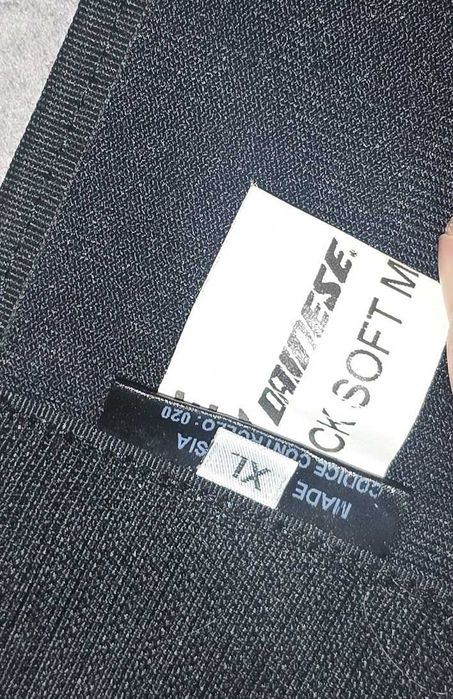 DAINESE
CK SOFT M
XL
MADE SIA
CODICE CONTROLLO: 020